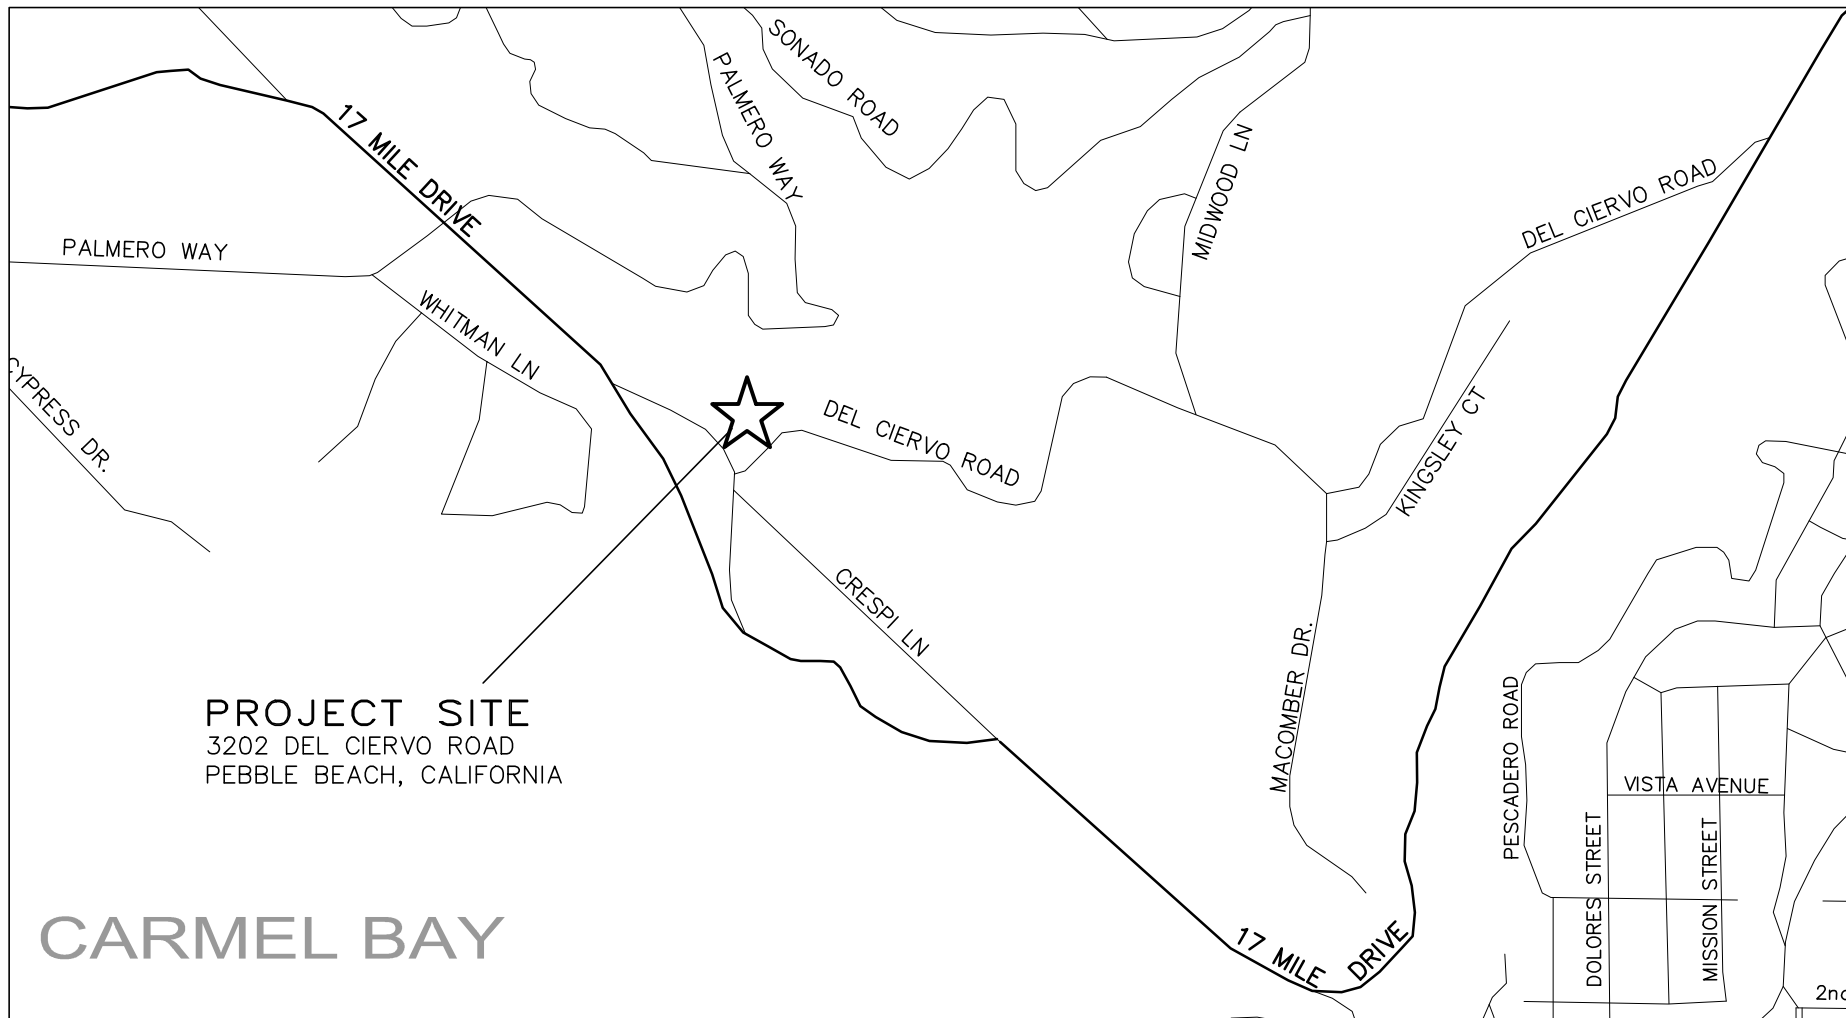 SONADO ROAD
PALMERO WAY
17 MILE DRIVE
MIDWOOD LN
DEL CIERVO ROAD
PALMERO WAY
WHITMAN LN
CYPRESS DR.
DEL CIERVO ROAD
KINGSLEY CT
CRESPI LN
MACOMBER DR.
PROJECT SITE
3202 DEL CIERVO ROAD
PEBBLE BEACH, CALIFORNIA
PESCADERO ROAD
VISTA AVENUE
DOLORES STREET
MISSION STREET
CARMEL BAY
17 MILE DRIVE